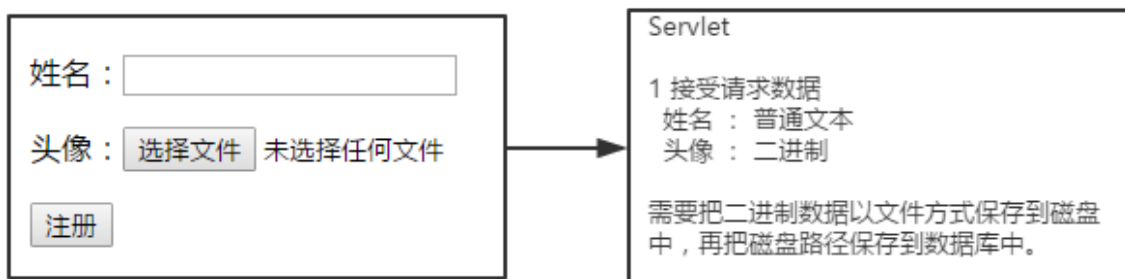 姓名：
头像：选择文件 未选择任何文件
注册
Servlet
1 接受请求数据
姓名 ： 普通文本
头像 ： 二进制
需要把二进制数据以文件方式保存到磁盘
中，再把磁盘路径保存到数据库中。